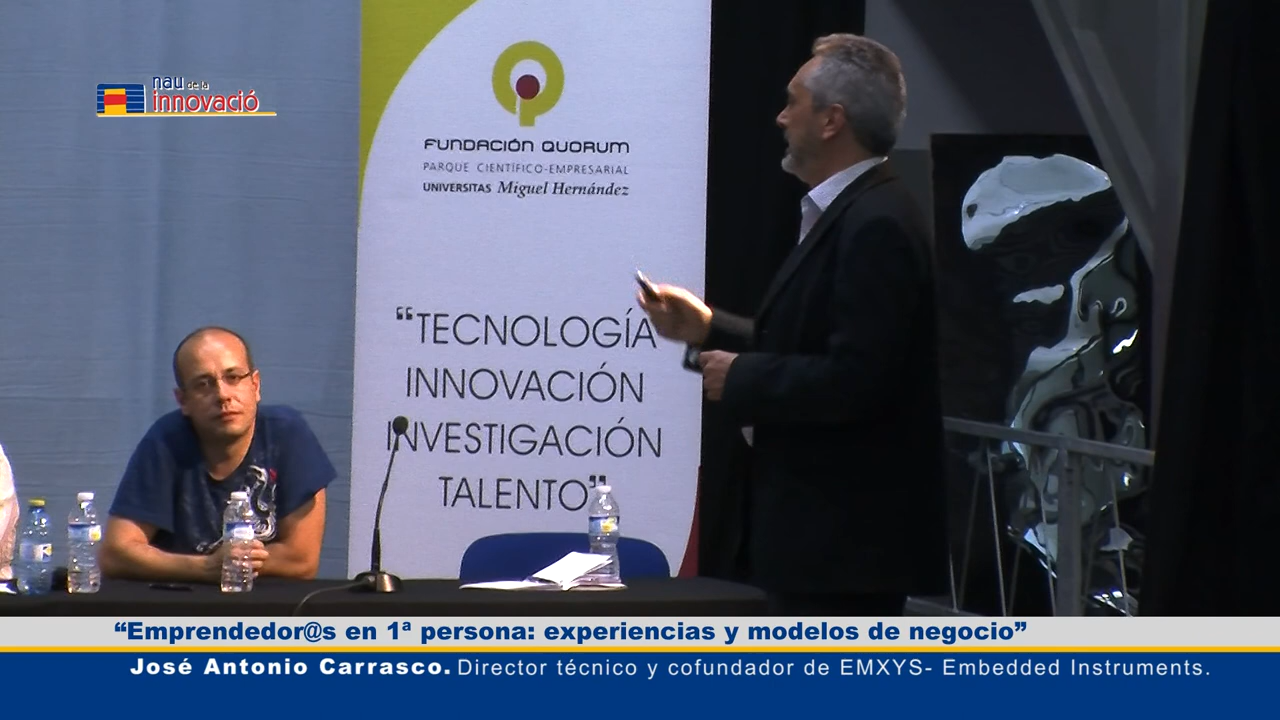 nau de la
innovació
FUNDACIÓN QUORUM
PARQUE CIENTÍFICO-EMPRESARIAL
UNIVERSITAS Miguel Hernández
“TECNOLOGÍA
INNOVACIÓN
INVESTIGACIÓN
TALENTO”
“Emprendedor@s en 1ª persona: experiencias y modelos de negocio”
José Antonio Carrasco. Director técnico y cofundador de EMXYS- Embedded Instruments.